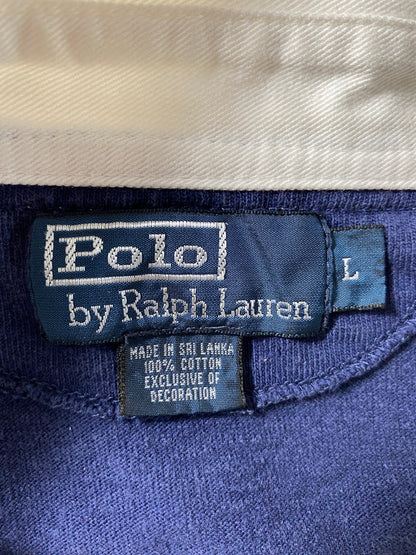 Polo
by Ralph Lauren
L
MADE IN SRI LANKA
100% COTTON
EXCLUSIVE OF
DECORATION